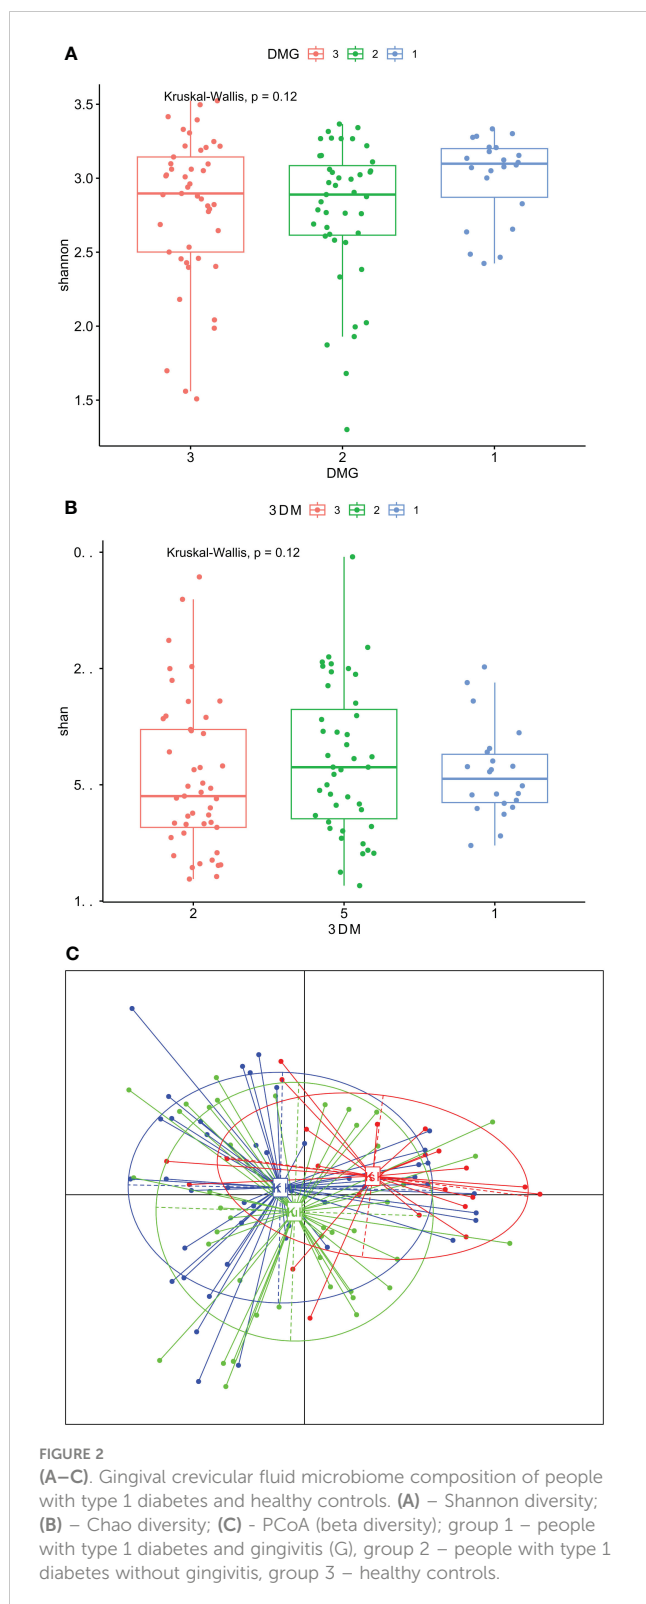 A
DMG 3 2 1
Kruskal-Wallis, p = 0.12
3.5
3.0
2.5
2.0
1.5
shannon
3 2 1
DMG
B
3DM 3 2 1
Kruskal-Wallis, p = 0.12
0. .
2. .
5. .
1. .
shan
2 5 1
3DM
C
FIGURE 2
(A–C). Gingival crevicular fluid microbiome composition of people
with type 1 diabetes and healthy controls. (A) – Shannon diversity;
(B) – Chao diversity; (C) - PCoA (beta diversity); group 1 – people
with type 1 diabetes and gingivitis (G), group 2 – people with type 1
diabetes without gingivitis, group 3 – healthy controls.